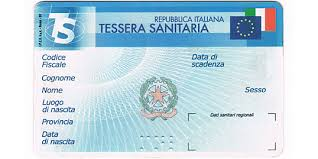 REPUBBLICA ITALIANA
TESSERA SANITARIA
TS
Codice
Fiscale
Data di
scadenza
Cognome
Nome
Sesso
Luogo
di nascita
Provincia
Dati sanitari regionali
Data
di nascita